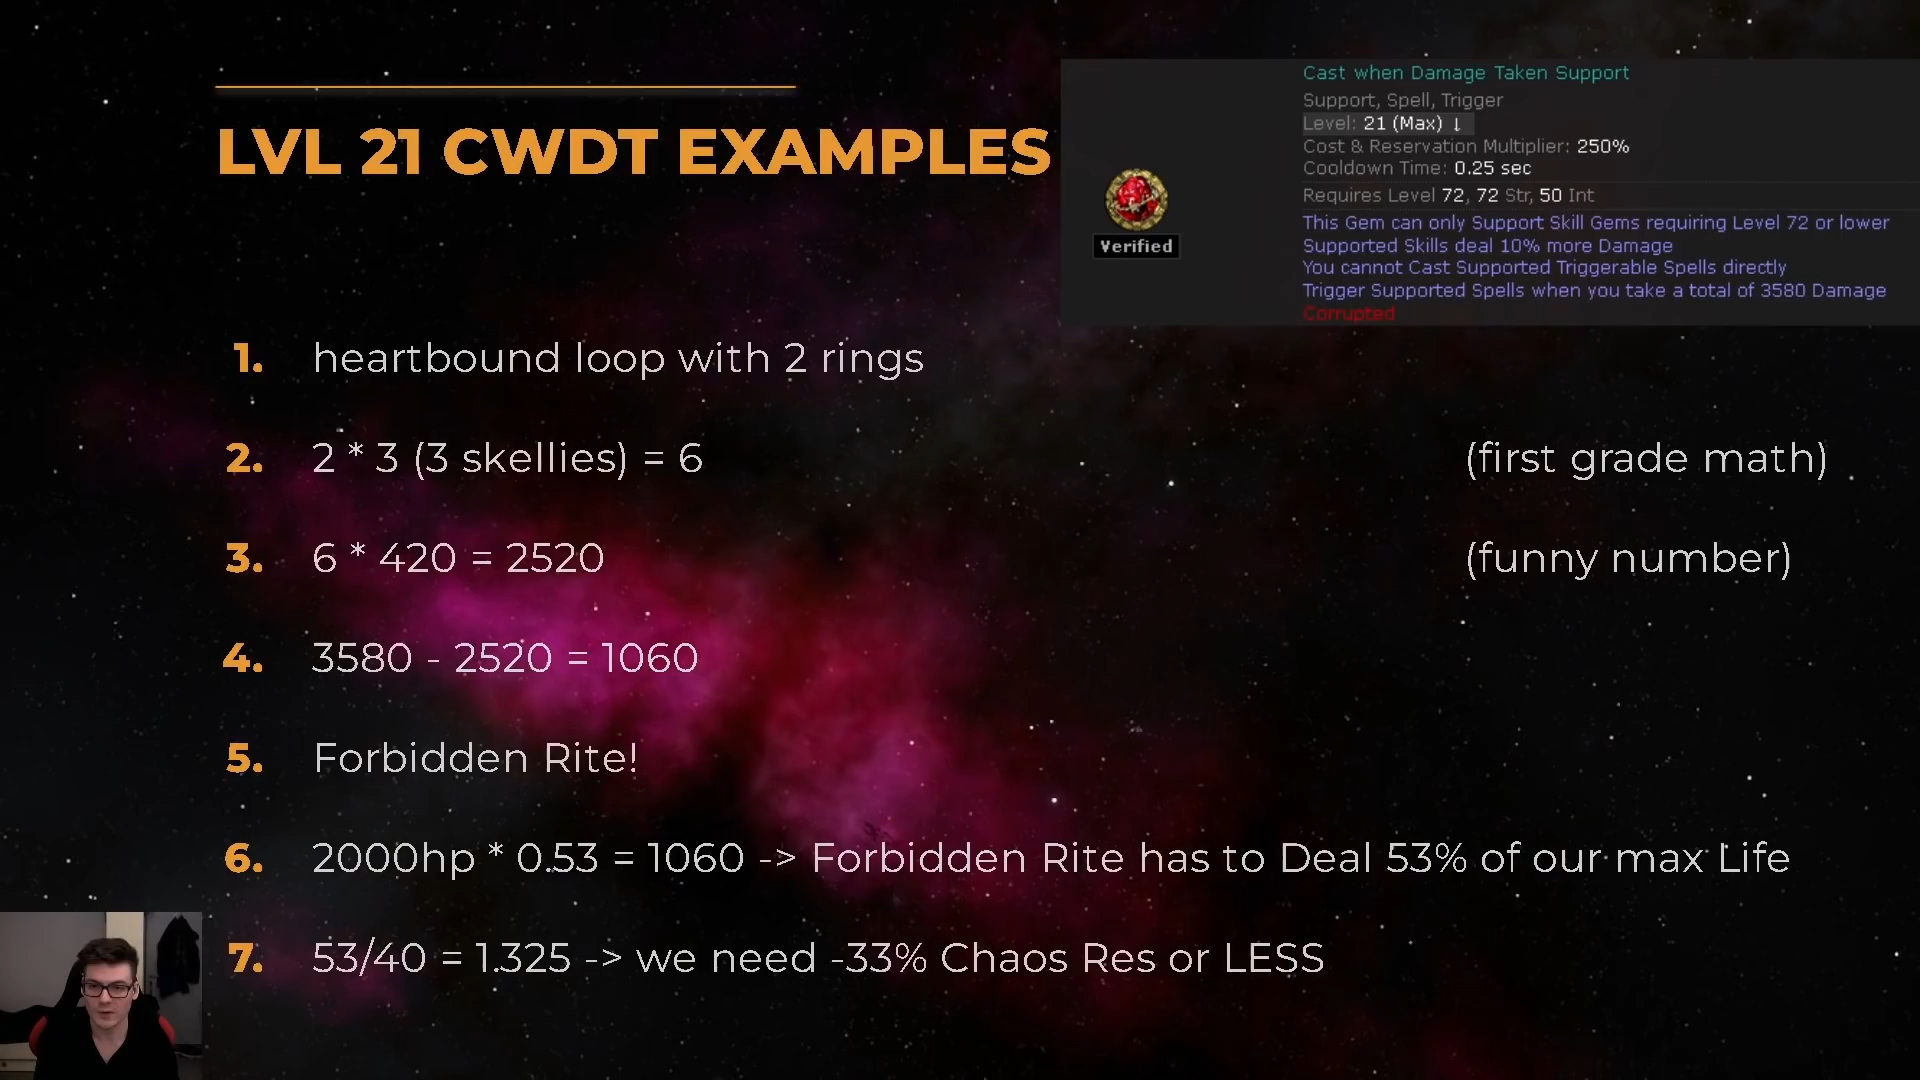 LVL 21 CWDT EXAMPLES
Cast when Damage Taken Support
Support, Spell, Trigger
Level: 21 (Max) ↓
Cost & Reservation Multiplier: 250%
Cooldown Time: 0.25 sec
Requires Level 72, 72 Str, 50 Int
This Gem can only Support Skill Gems requiring Level 72 or lower
Supported Skills deal 10% more Damage
You cannot Cast Supported Triggerable Spells directly
Trigger Supported Spells when you take a total of 3580 Damage
Corrupted
Verified
1. heartbound loop with 2 rings
2. 2 * 3 (3 skellies) = 6 (first grade math)
3. 6 * 420 = 2520 (funny number)
4. 3580 - 2520 = 1060
5. Forbidden Rite!
6. 2000hp * 0.53 = 1060 -> Forbidden Rite has to Deal 53% of our max Life
7. 53/40 = 1.325 -> we need -33% Chaos Res or LESS